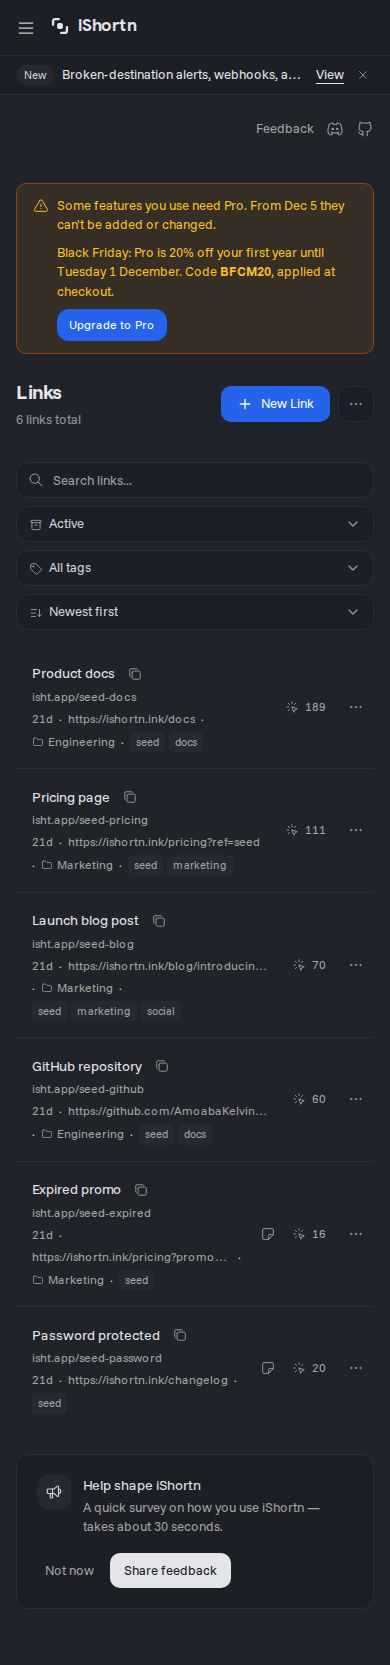 iShortn
New Broken-destination alerts, webhooks, a... View
Feedback
Some features you use need Pro. From Dec 5 they
can't be added or changed.
Black Friday: Pro is 20% off your first year until
Tuesday 1 December. Code BFCM20, applied at
checkout.
Upgrade to Pro
Links
6 links total
New Link
Search links...
Active
All tags
Newest first
Product docs
isht.app/seed-docs
21d · https://ishortn.ink/docs ·
189
Engineering · seed docs
Pricing page
isht.app/seed-pricing
111
21d · https://ishortn.ink/pricing?ref=seed
· Marketing · seed marketing
Launch blog post
isht.app/seed-blog
21d · https://ishortn.ink/blog/introducin...
70
· Marketing ·
seed marketing social
GitHub repository
isht.app/seed-github
60
21d · https://github.com/AmoabaKelvin...
· Engineering · seed docs
Expired promo
isht.app/seed-expired
21d ·
16
https://ishortn.ink/pricing?promo... ·
Marketing · seed
Password protected
isht.app/seed-password
20
21d · https://ishortn.ink/changelog ·
seed
Help shape iShortn
A quick survey on how you use iShortn —
takes about 30 seconds.
Not now Share feedback